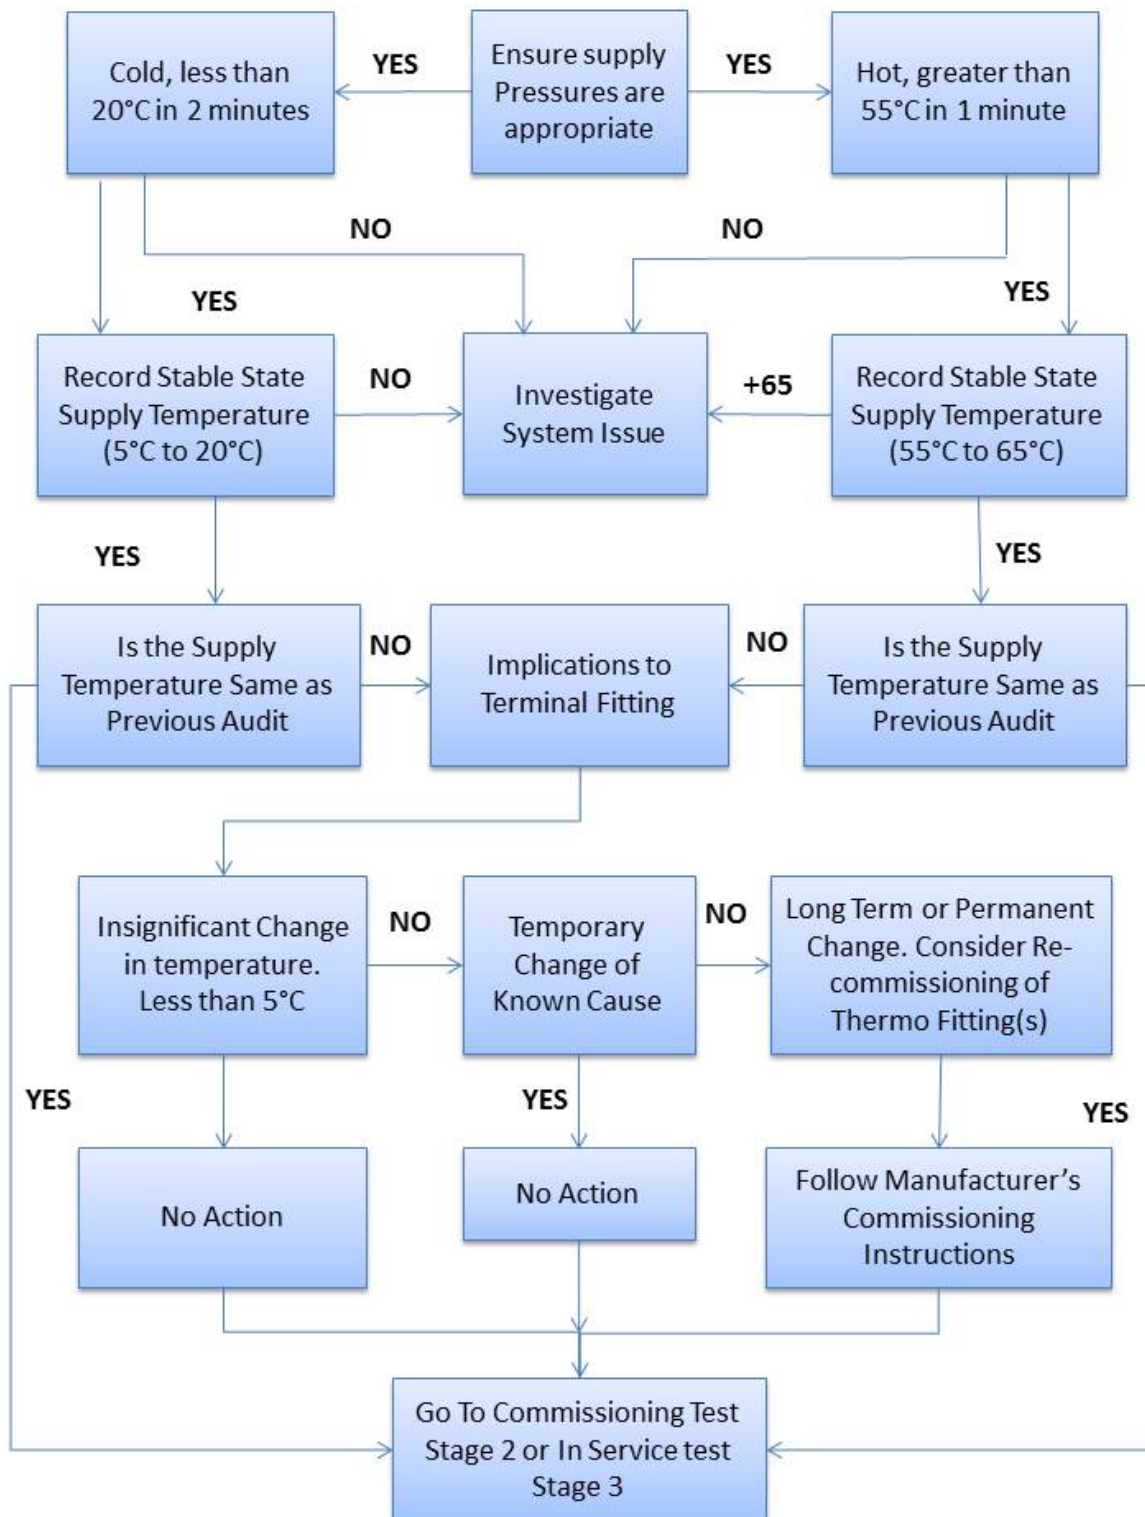 Cold, less than
20°C in 2 minutes
YES
Ensure supply
Pressures are
appropriate
YES
Hot, greater than
55°C in 1 minute
NO
NO
YES
YES
Record Stable State
Supply Temperature
(5°C to 20°C)
NO
Investigate
System Issue
+65
Record Stable State
Supply Temperature
(55°C to 65°C)
YES
YES
Is the Supply
Temperature Same as
Previous Audit
NO
Implications to
Terminal Fitting
NO
Is the Supply
Temperature Same as
Previous Audit
Insignificant Change
in temperature.
Less than 5°C
NO
Temporary
Change of
Known Cause
NO
Long Term or Permanent
Change. Consider Re-
commissioning of
Thermo Fitting(s)
YES
YES
YES
No Action
No Action
Follow Manufacturer's
Commissioning
Instructions
Go To Commissioning Test
Stage 2 or In Service test
Stage 3